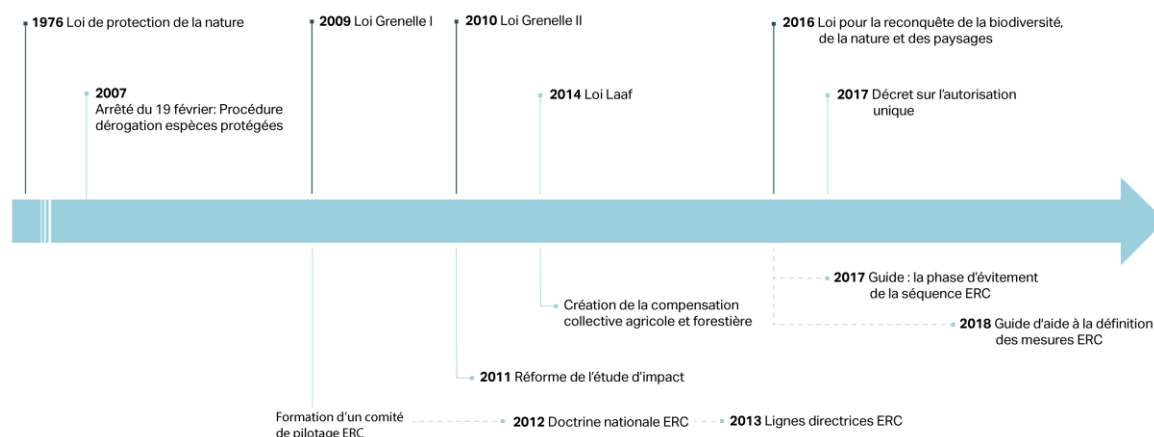 1976 Loi de protection de la nature
2009 Loi Grenelle I
2010 Loi Grenelle II
2016 Loi pour la reconquête de la biodiversité,
de la nature et des paysages
2007
Arrêté du 19 février: Procédure
dérogation espèces protégées
2014 Loi Laaf
2017 Décret sur l'autorisation
unique
2017 Guide : la phase d'évitement
de la séquence ERC
Création de la compensation
collective agricole et forestière
2018 Guide d'aide à la définition
des mesures ERC
2011 Réforme de l'étude d'impact
Formation d'un comité
de pilotage ERC
2012 Doctrine nationale ERC
2013 Lignes directrices ERC